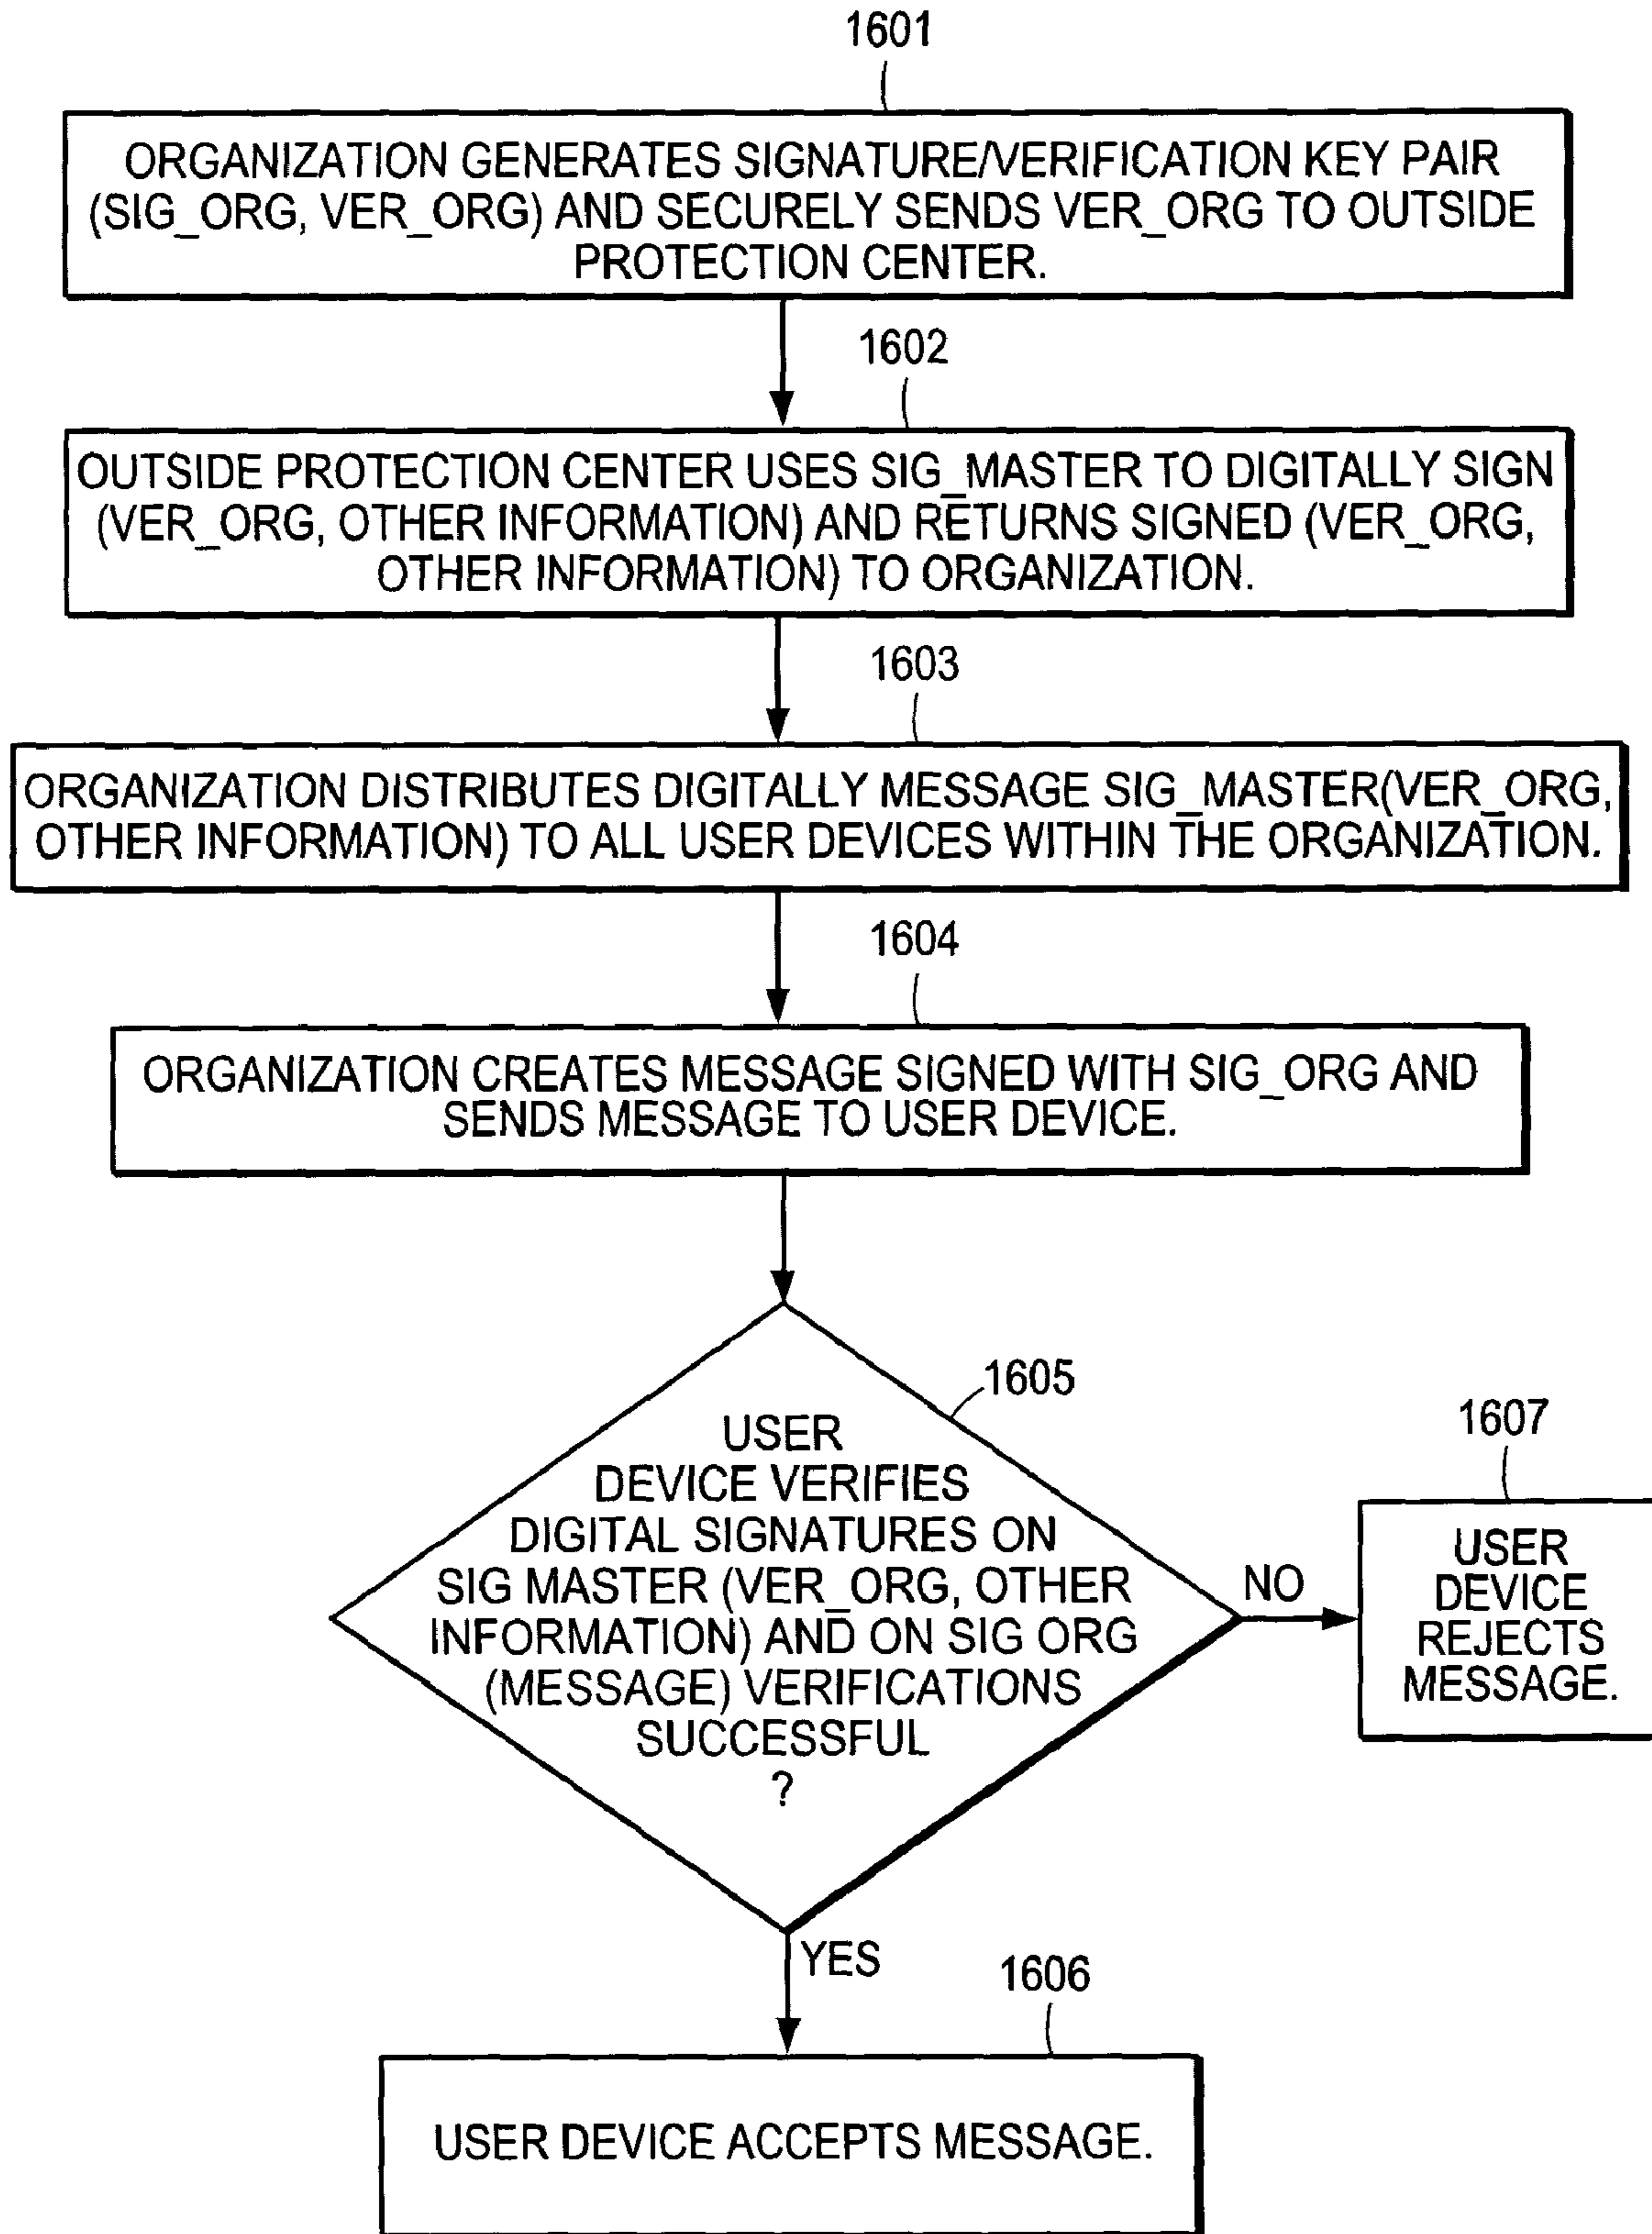 1601
ORGANIZATION GENERATES SIGNATURE/VERIFICATION KEY PAIR
(SIG_ORG, VER_ORG) AND SECURELY SENDS VER_ORG TO OUTSIDE
PROTECTION CENTER.
1602
OUTSIDE PROTECTION CENTER USES SIG_MASTER TO DIGITALLY SIGN
(VER_ORG, OTHER INFORMATION) AND RETURNS SIGNED (VER_ORG,
OTHER INFORMATION) TO ORGANIZATION.
1603
ORGANIZATION DISTRIBUTES DIGITALLY MESSAGE SIG_MASTER(VER_ORG,
OTHER INFORMATION) TO ALL USER DEVICES WITHIN THE ORGANIZATION.
1604
ORGANIZATION CREATES MESSAGE SIGNED WITH SIG_ORG AND
SENDS MESSAGE TO USER DEVICE.
1605
USER
DEVICE VERIFIES
DIGITAL SIGNATURES ON
SIG MASTER (VER_ORG, OTHER
INFORMATION) AND ON SIG ORG
(MESSAGE) VERIFICATIONS
SUCCESSFUL
?
NO
1607
USER
DEVICE
REJECTS
MESSAGE.
YES
1606
USER DEVICE ACCEPTS MESSAGE.